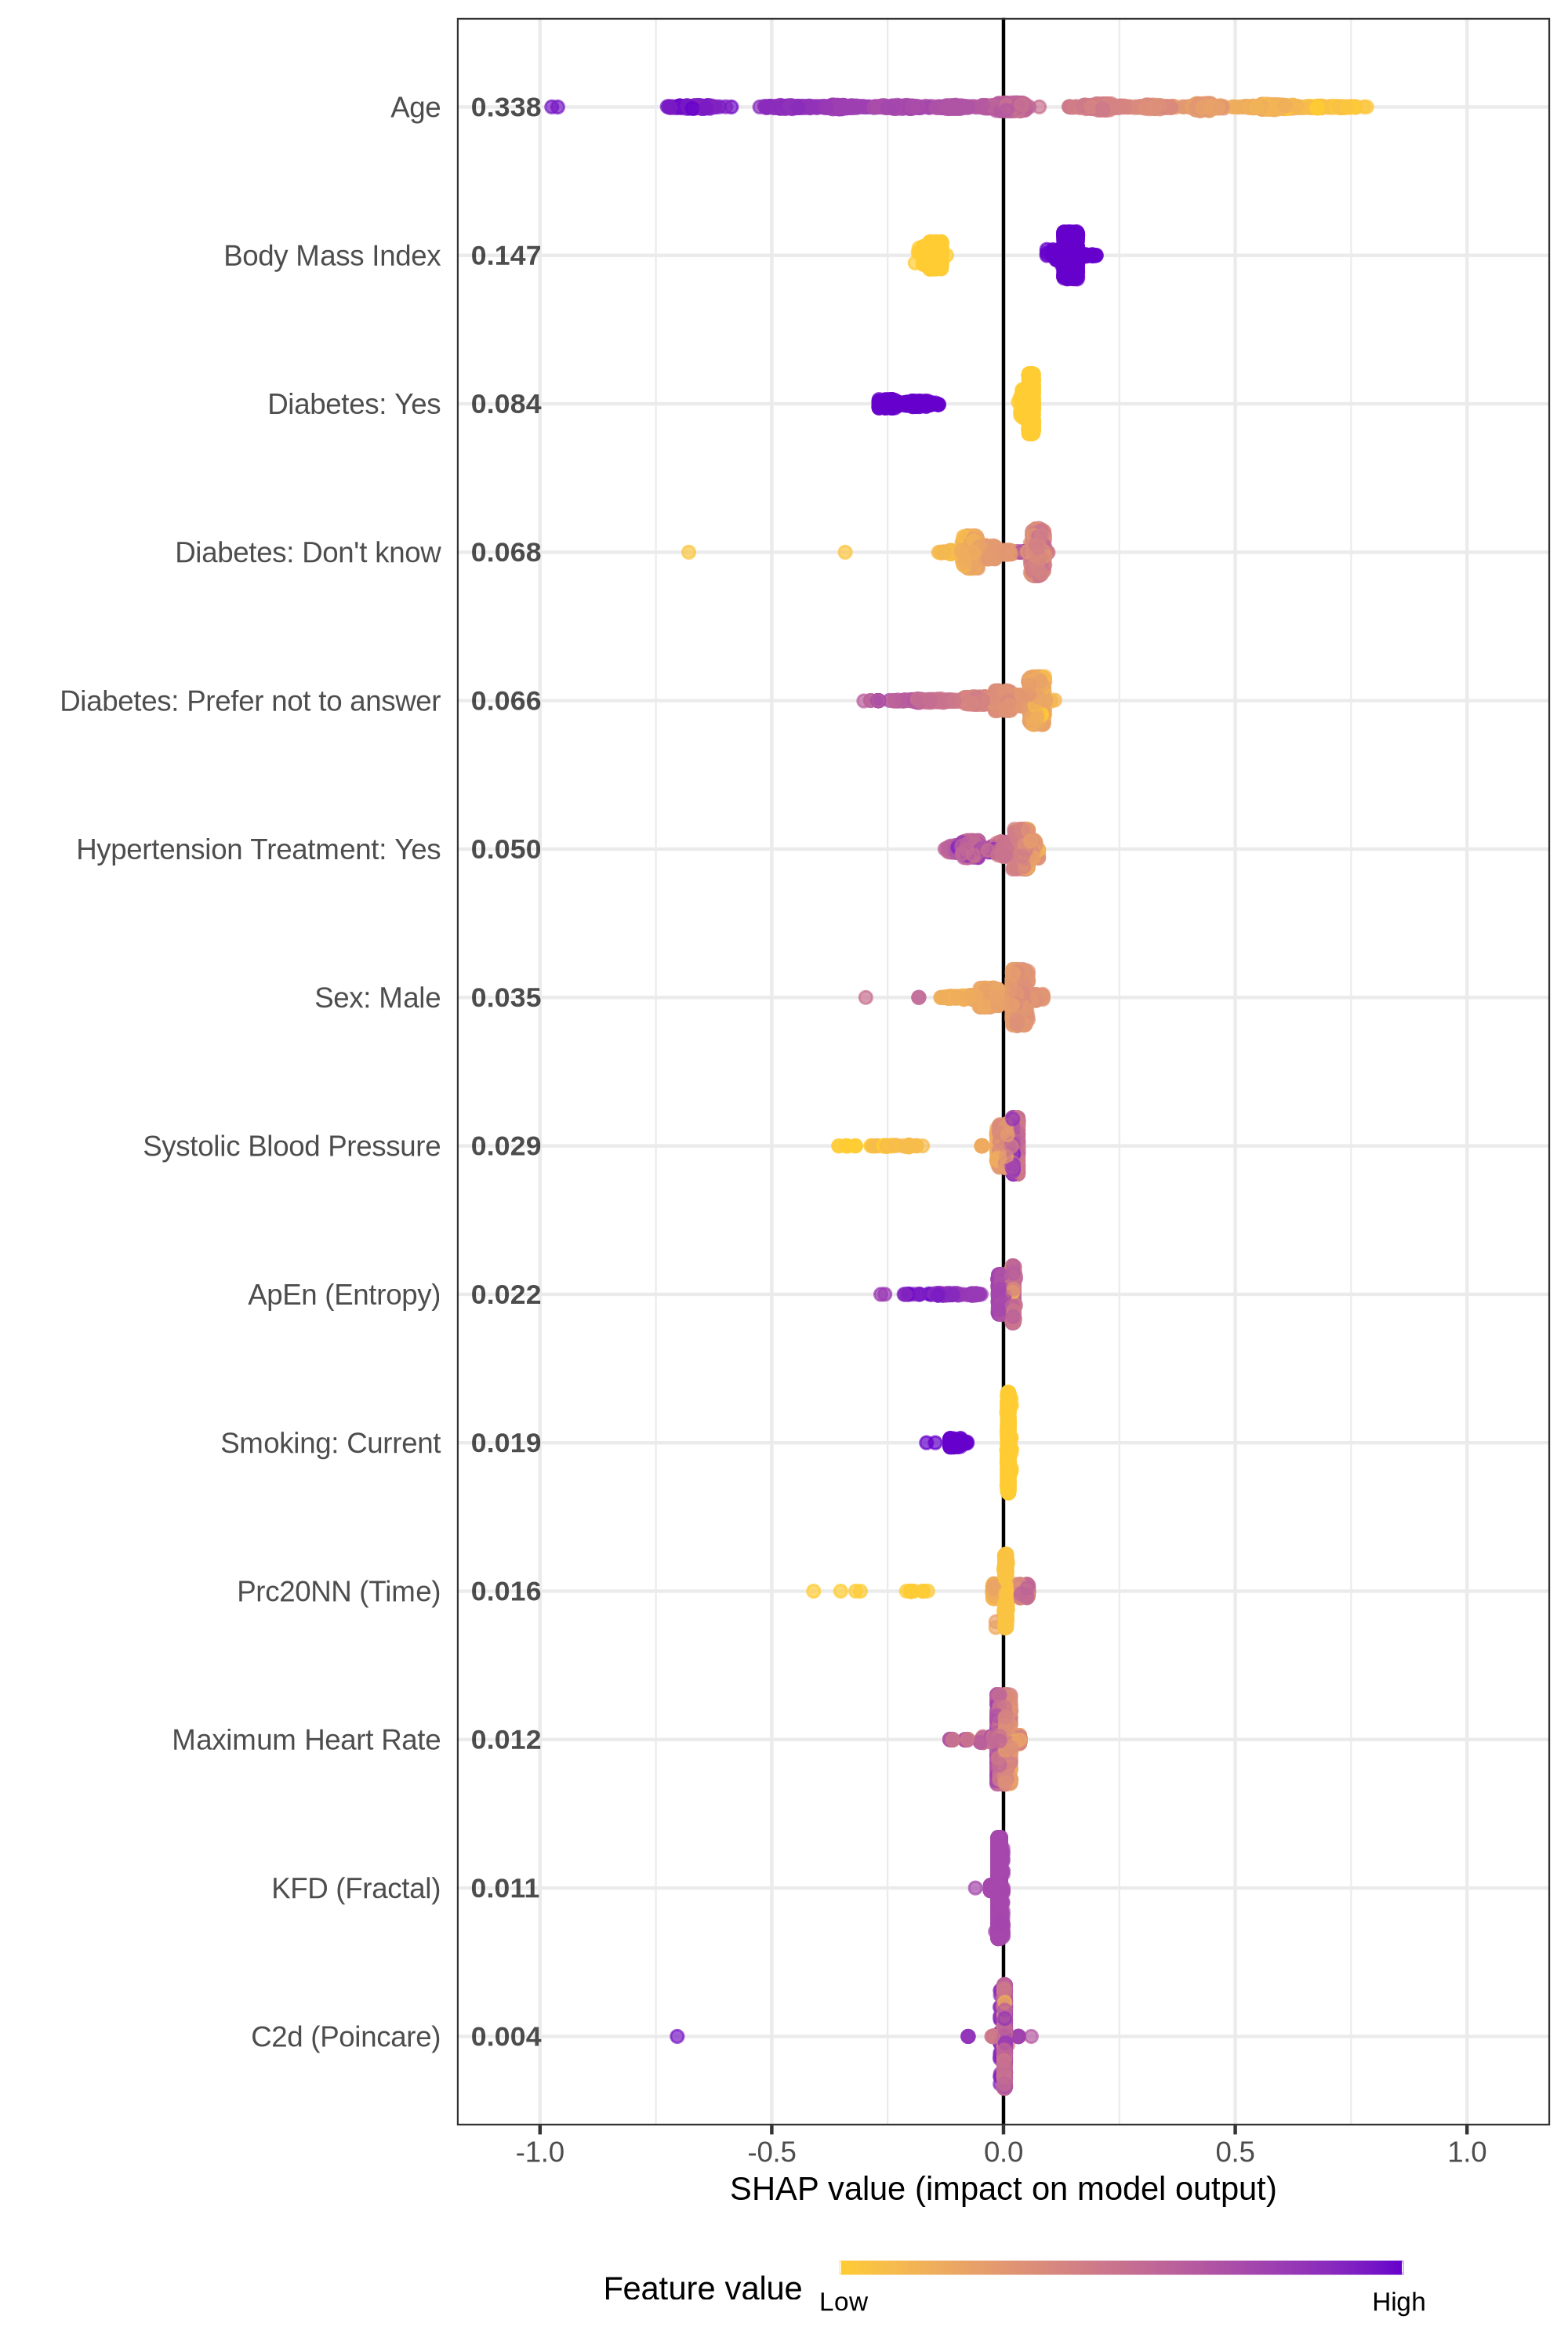 Age 0.338
Body Mass Index 0.147
Diabetes: Yes 0.084
Diabetes: Don't know 0.068
Diabetes: Prefer not to answer 0.066
Hypertension Treatment: Yes 0.050
Sex: Male 0.035
Systolic Blood Pressure 0.029
ApEn (Entropy) 0.022
Smoking: Current 0.019
Prc20NN (Time) 0.016
Maximum Heart Rate 0.012
KFD (Fractal) 0.011
C2d (Poincare) 0.004
-1.0 -0.5 0.0 0.5 1.0
SHAP value (impact on model output)
Feature value Low High